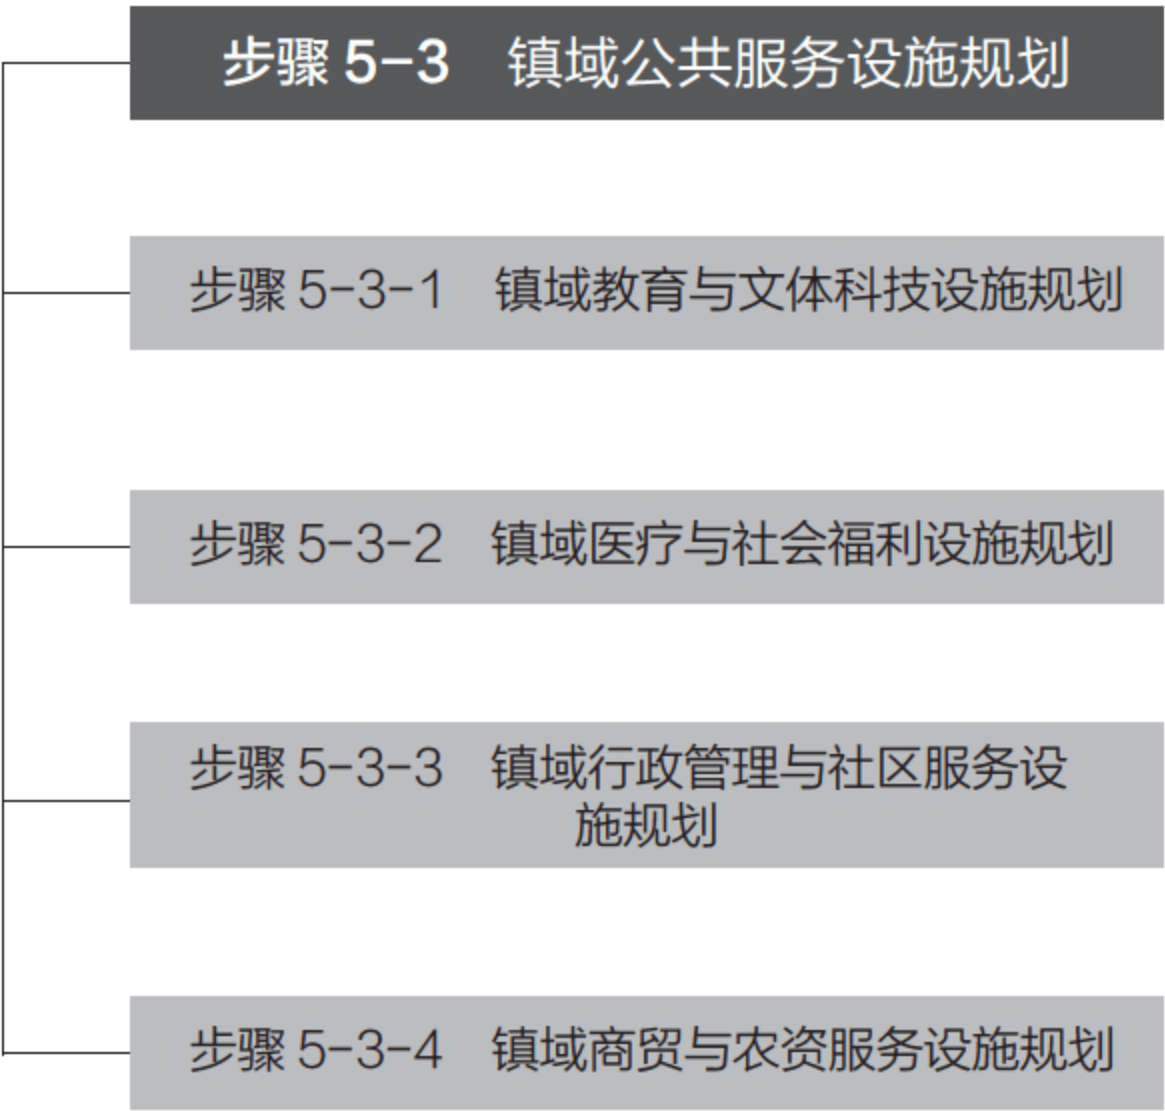 步骤 5-3 镇域公共服务设施规划
步骤 5-3-1 镇域教育与文体科技设施规划
步骤 5-3-2 镇域医疗与社会福利设施规划
步骤 5-3-3 镇域行政管理与社区服务设
施规划
步骤 5-3-4 镇域商贸与农资服务设施规划